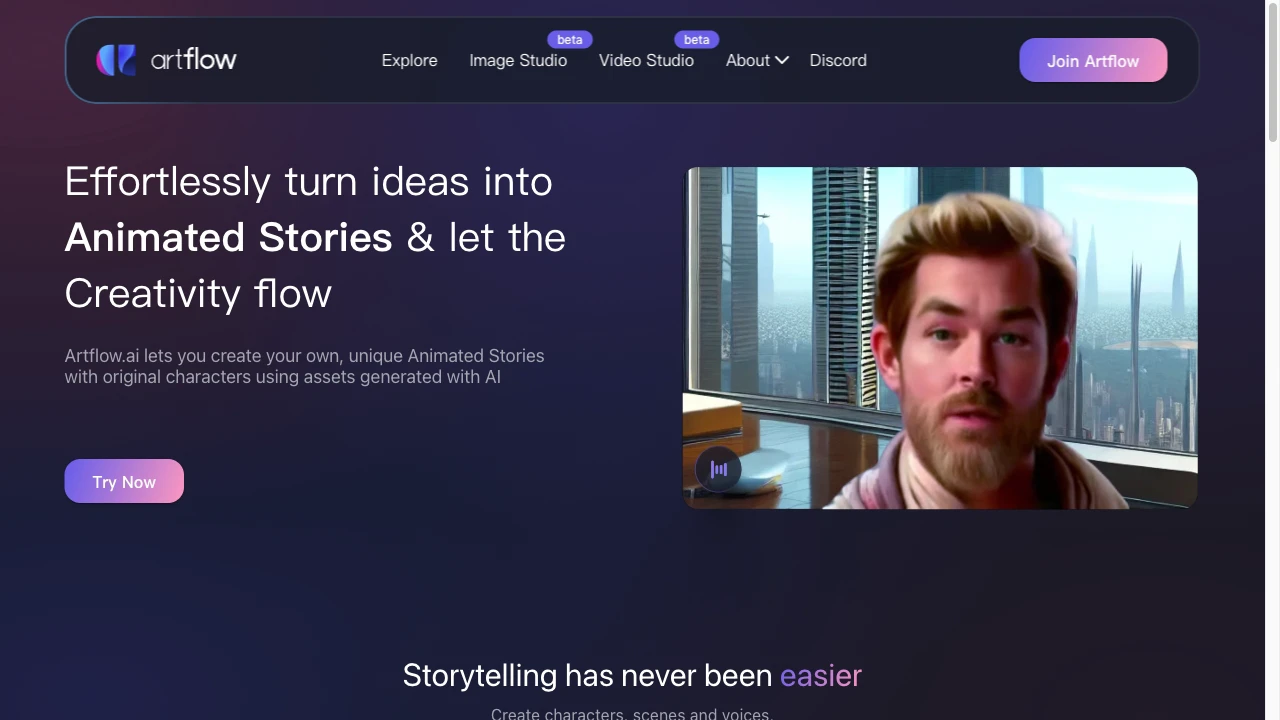 artflow
Explore
Image Studio
beta
Video Studio
beta
About
Discord
Join Artflow
Effortlessly turn ideas into
Animated Stories & let the
Creativity flow
Artflow.ai lets you create your own, unique Animated Stories
with original characters using assets generated with AI
Try Now
Storytelling has never been easier
Create characters, scenes and voices.